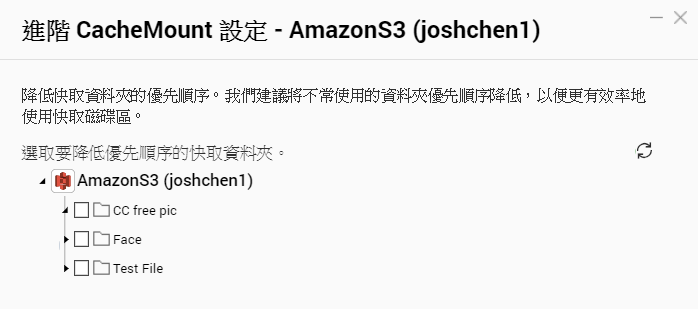 進階 CacheMount 設定 - AmazonS3 (joshchen1)
降低快取資料夾的優先順序。我們建議將不常使用的資料夾優先順序降低，以便更有效率地
使用快取磁碟區。
選取要降低優先順序的快取資料夾。
AmazonS3 (joshchen1)
CC free pic
Face
Test File